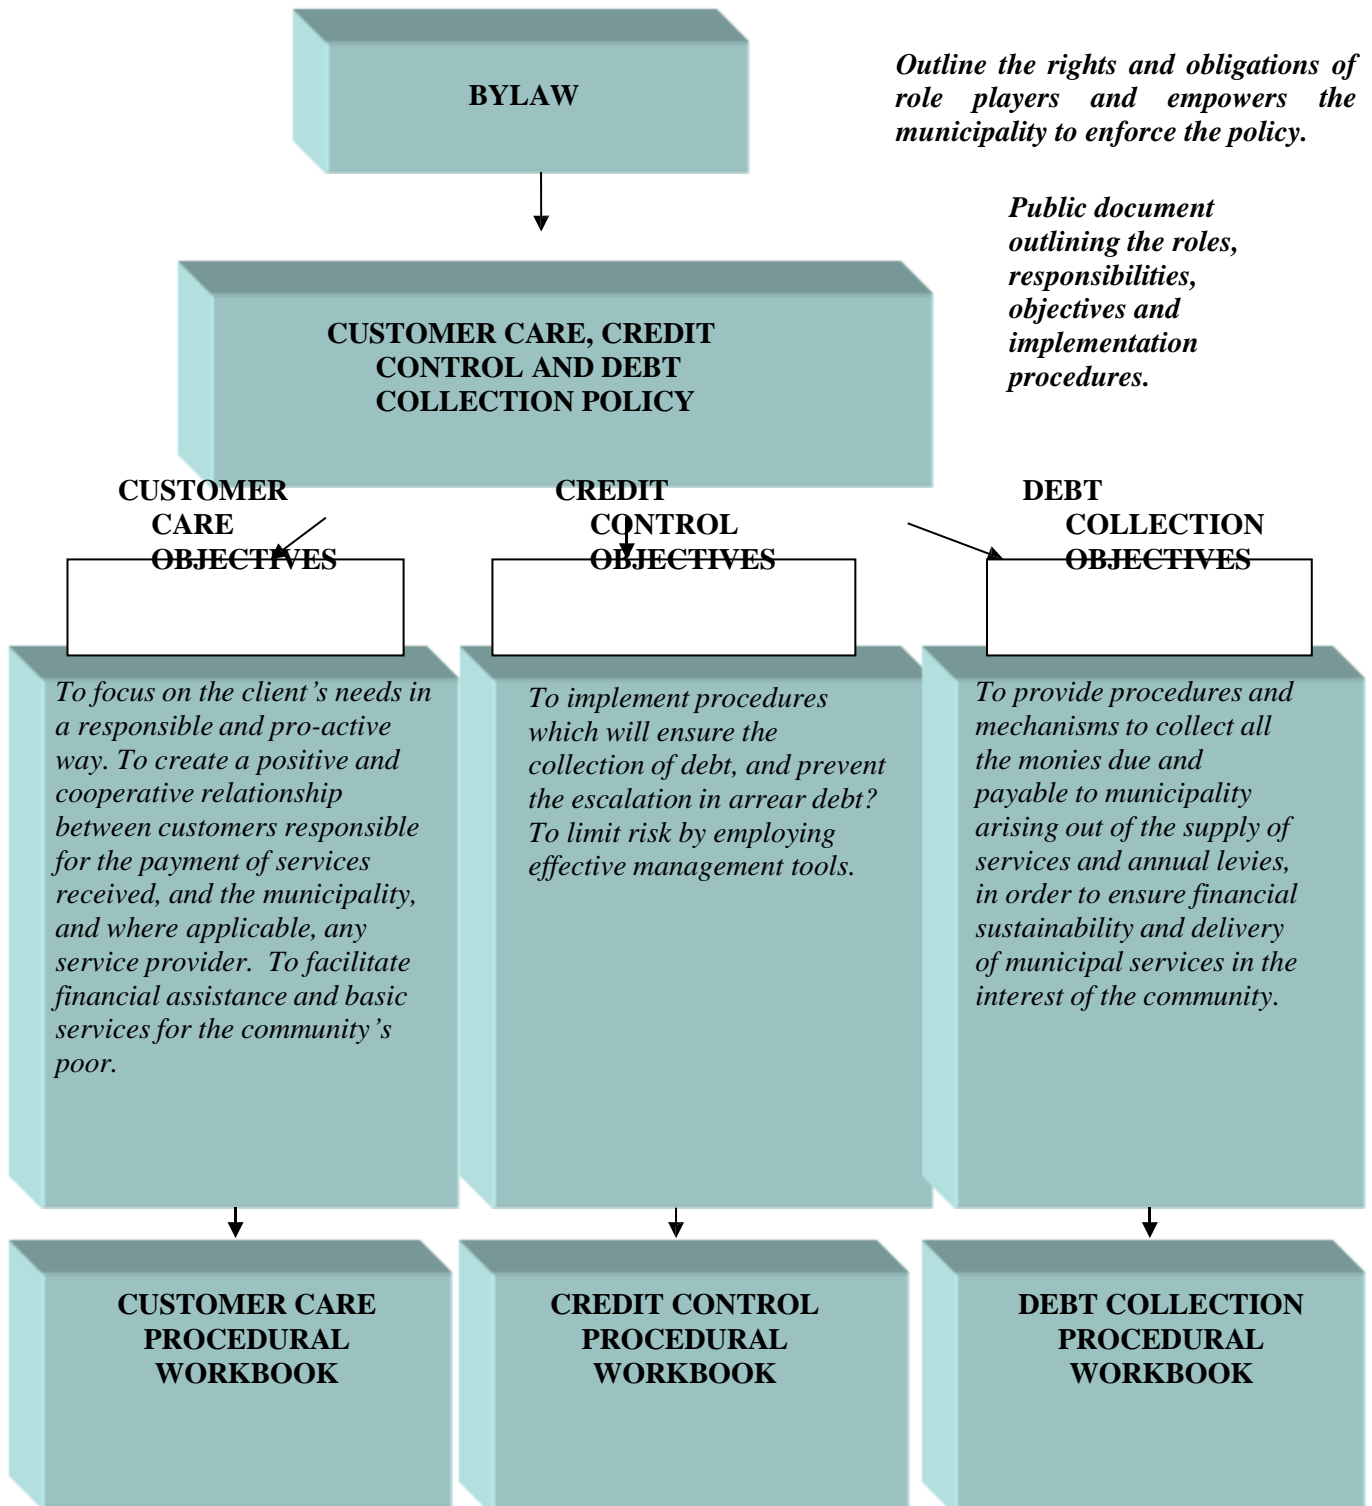 BYLAW
Outline the rights and obligations of
role players and empowers the
municipality to enforce the policy.
Public document
outlining the roles,
responsibilities,
objectives and
implementation
procedures.
CUSTOMER CARE, CREDIT
CONTROL AND DEBT
COLLECTION POLICY
CUSTOMER
CARE
OBJECTIVES
CREDIT
CONTROL
OBJECTIVES
DEBT
COLLECTION
OBJECTIVES
To focus on the client’s needs in
a responsible and pro-active
way. To create a positive and
cooperative relationship
between customers responsible
for the payment of services
received, and the municipality,
and where applicable, any
service provider.  To facilitate
financial assistance and basic
services for the community’s
poor.
To implement procedures
which will ensure the
collection of debt, and prevent
the escalation in arrear debt?
To limit risk by employing
effective management tools.
To provide procedures and
mechanisms to collect all
the monies due and
payable to municipality
arising out of the supply of
services and annual levies,
in order to ensure financial
sustainability and delivery
of municipal services in the
interest of the community.
CUSTOMER CARE
PROCEDURAL
WORKBOOK
CREDIT CONTROL
PROCEDURAL
WORKBOOK
DEBT COLLECTION
PROCEDURAL
WORKBOOK